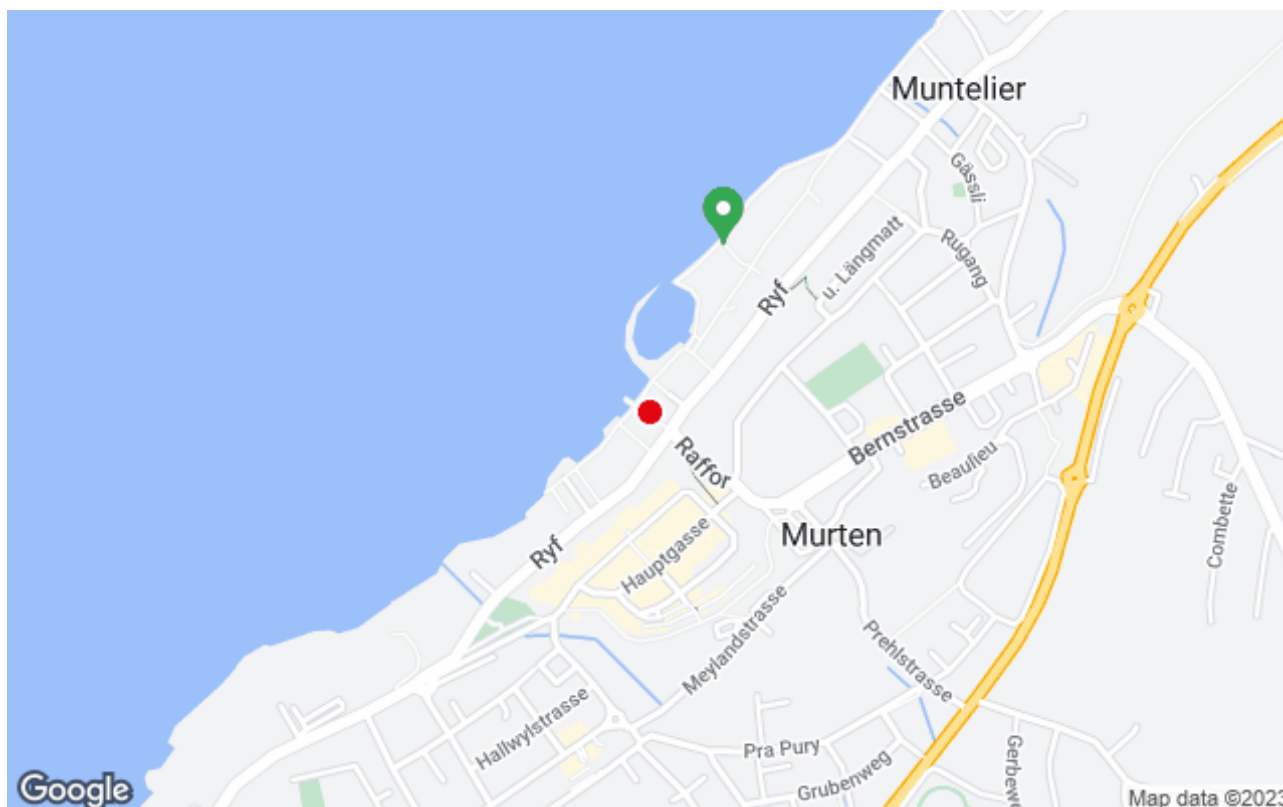 Muntelier
Gässli
u. Längmatt
Rugang
Ryf
Bernstrasse
Raffor
Beaulieu
Combette
Murten
Ryf
Hauptgasse
Meylandstrasse
Prehlstrasse
Hallwylstrasse
Pra Pury
Grubenweg
Gerbewe
Google
Map data ©2023